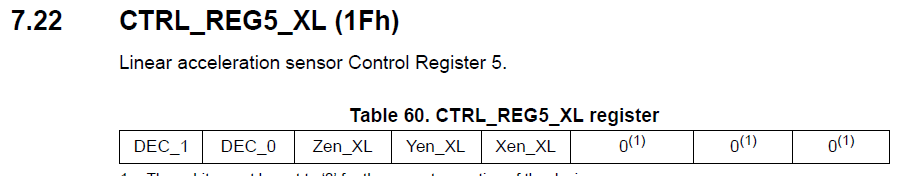 7.22 CTRL_REG5_XL (1Fh)
Linear acceleration sensor Control Register 5.
Table 60. CTRL_REG5_XL register
DEC_1 DEC_0 Zen_XL Yen_XL Xen_XL 0(1) 0(1) 0(1)